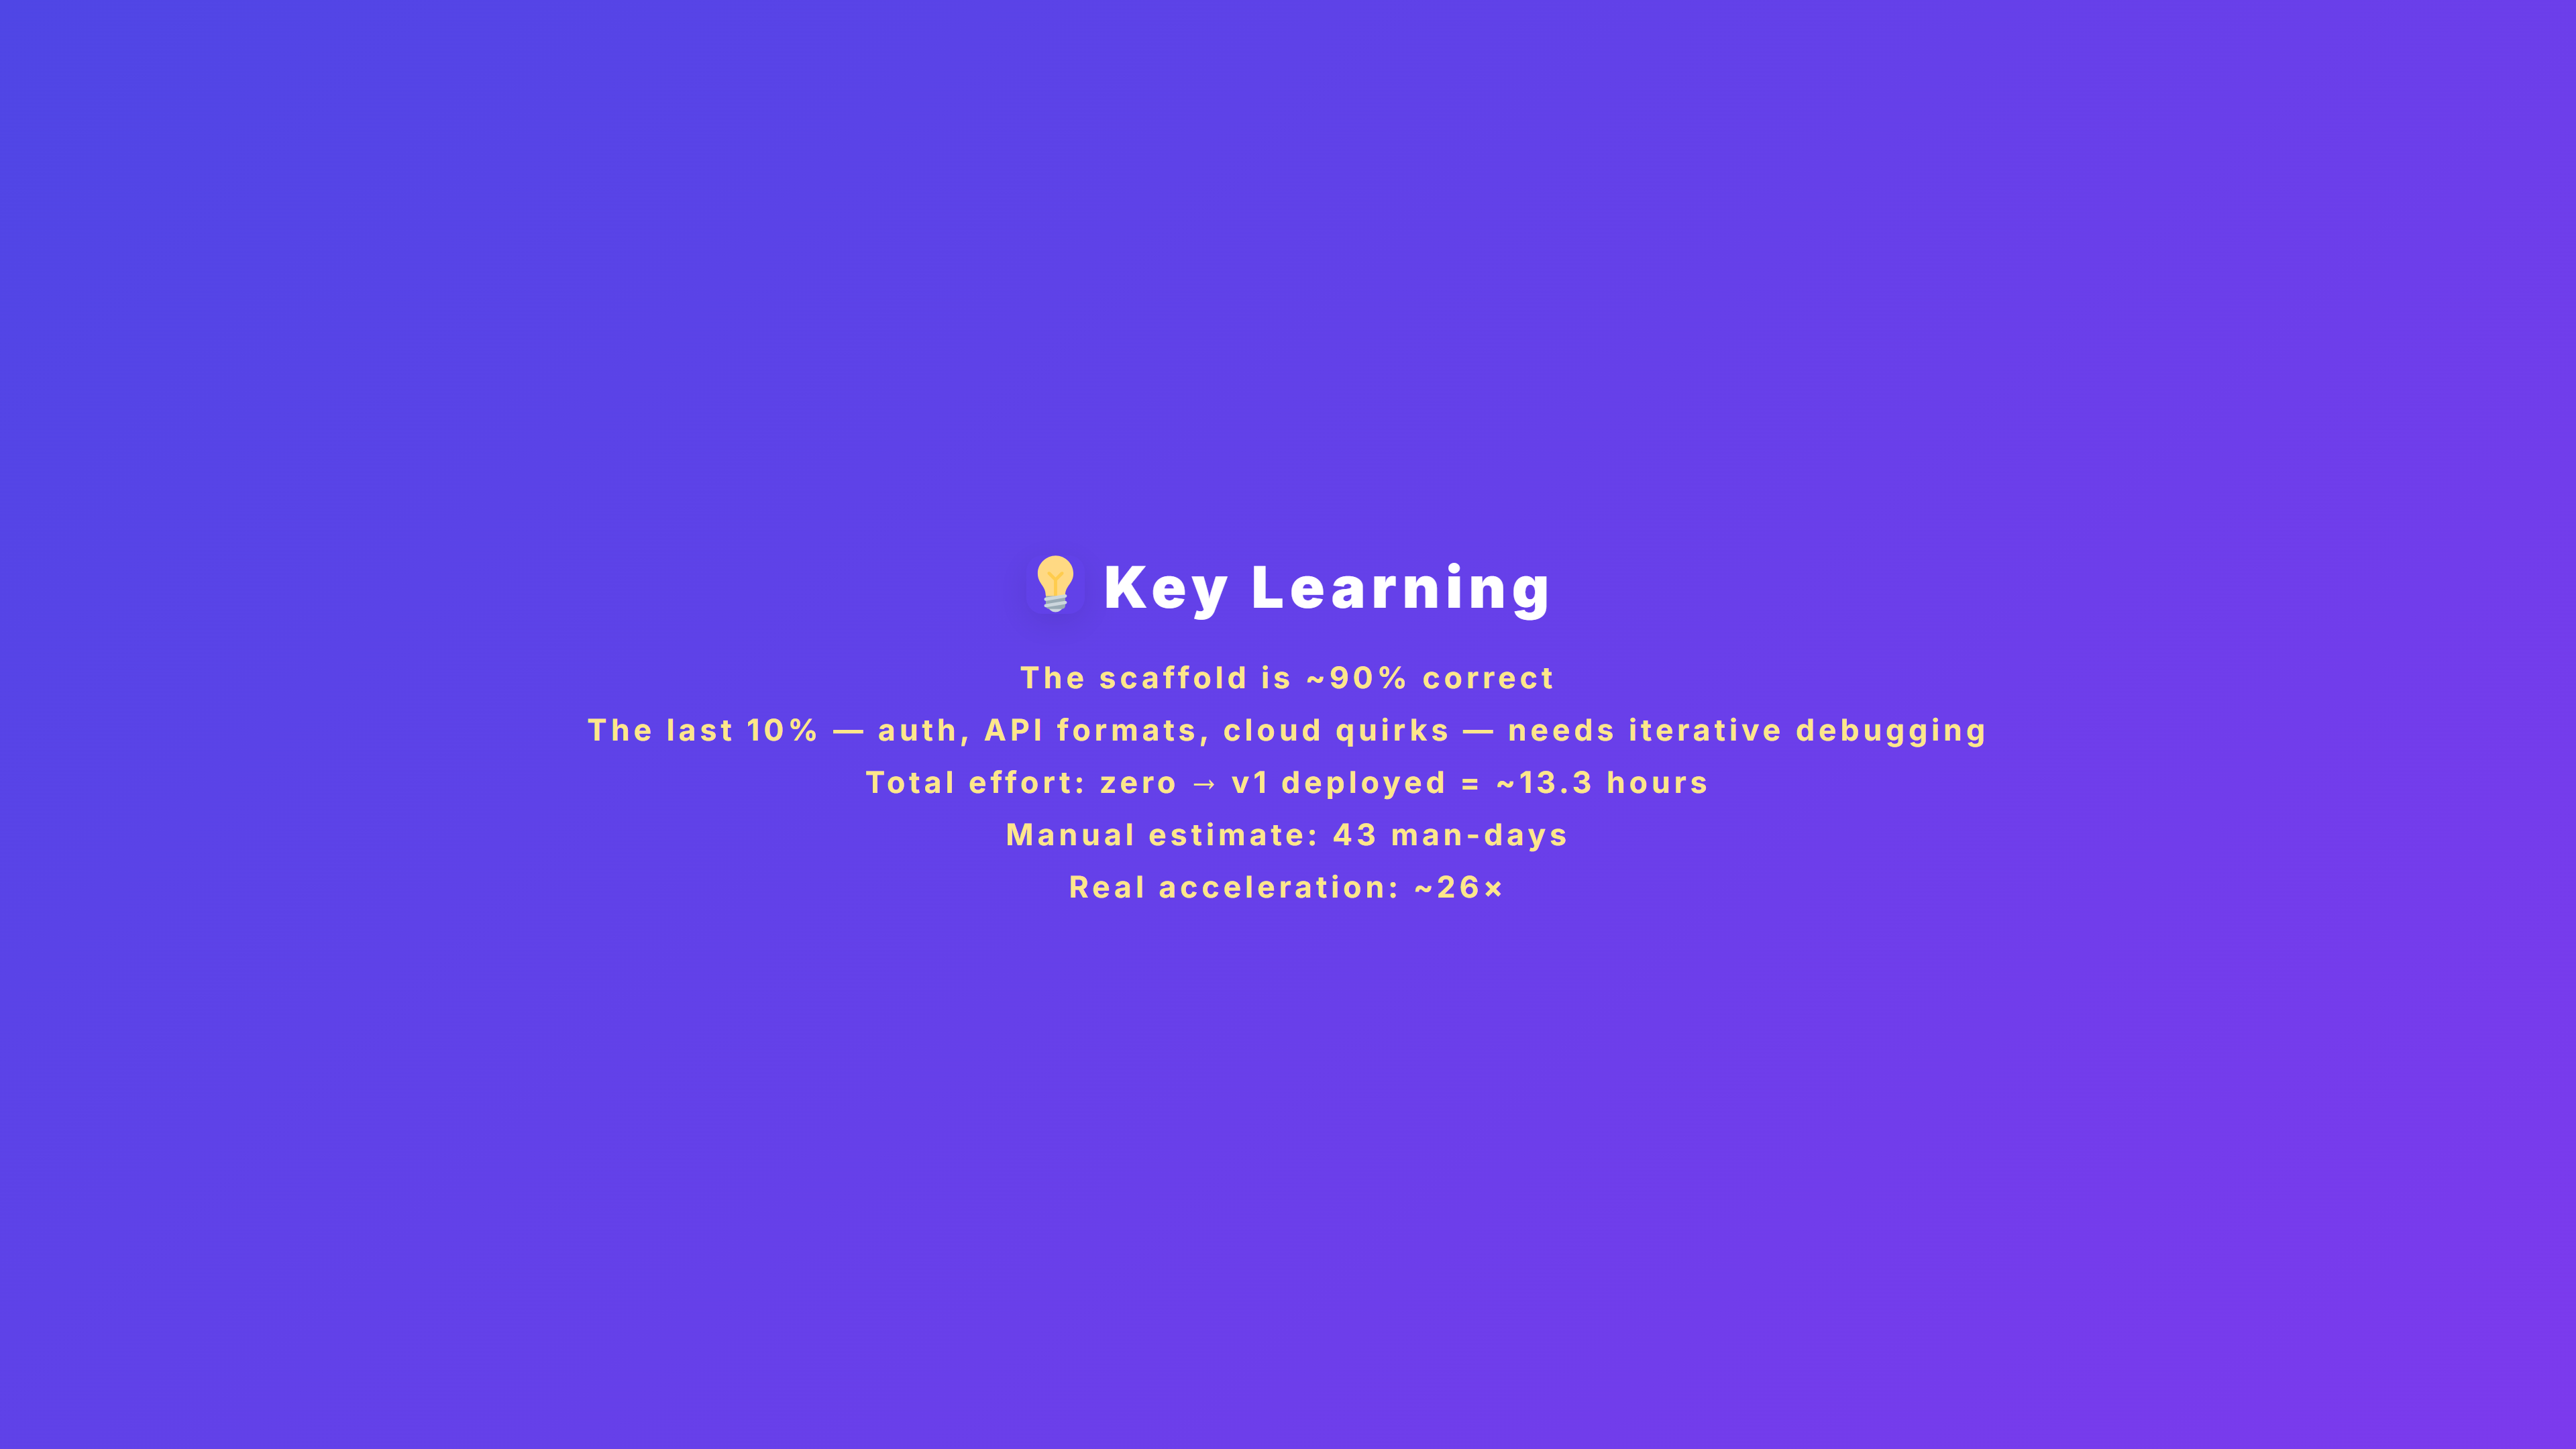 💡 Key Learning
The scaffold is ~90% correct
The last 10% — auth, API formats, cloud quirks — needs iterative debugging
Total effort: zero → v1 deployed = ~13.3 hours
Manual estimate: 43 man-days
Real acceleration: ~26×